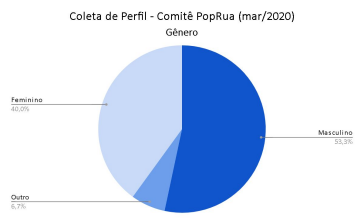 Coleta de Perfil - Comitê PopRua (mar/2020)
Gênero
Feminino
40,0%
Masculino
53,3%
Outro
6,7%